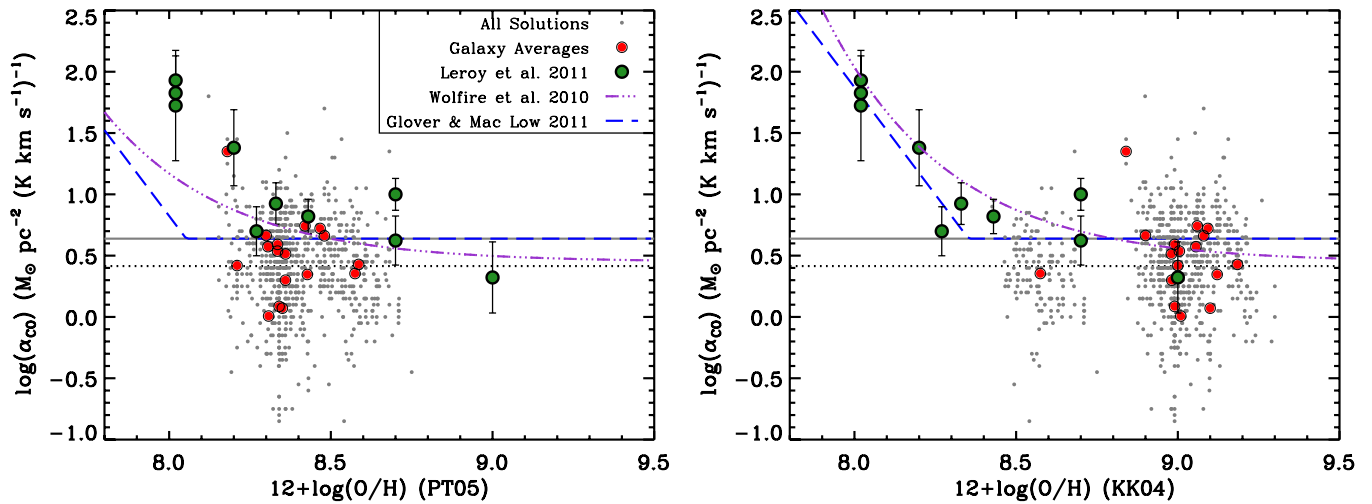 2.5
2.0
1.5
1.0
0.5
0.0
−0.5
−1.0
log(αCO) (M⊙ pc−2 (K km s−1)−1)
All Solutions
Galaxy Averages
Leroy et al. 2011
Wolfire et al. 2010
Glover & Mac Low 2011
8.0 8.5 9.0 9.5
12+log(O/H) (PT05)
2.5
2.0
1.5
1.0
0.5
0.0
−0.5
−1.0
log(αCO) (M⊙ pc−2 (K km s−1)−1)
8.0 8.5 9.0 9.5
12+log(O/H) (KK04)